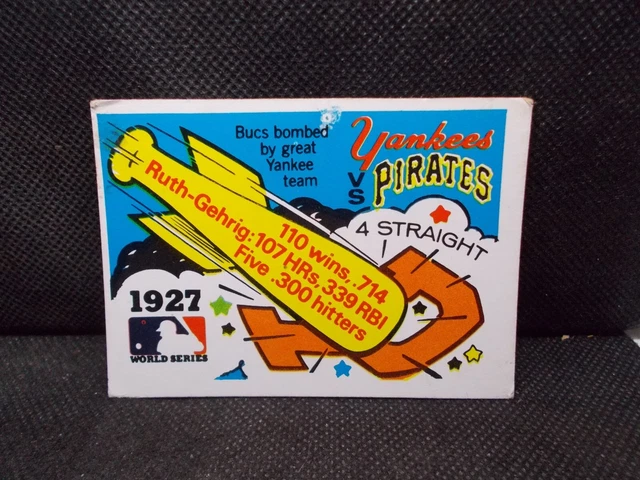 Bucs bombed
by great
Yankee
team
Yankees
VS
PIRATES
4 STRAIGHT
110 wins, .714
Ruth-Gehrig: 107 HRs, 339 RBI
Five .300 hitters
1927
WORLD SERIES